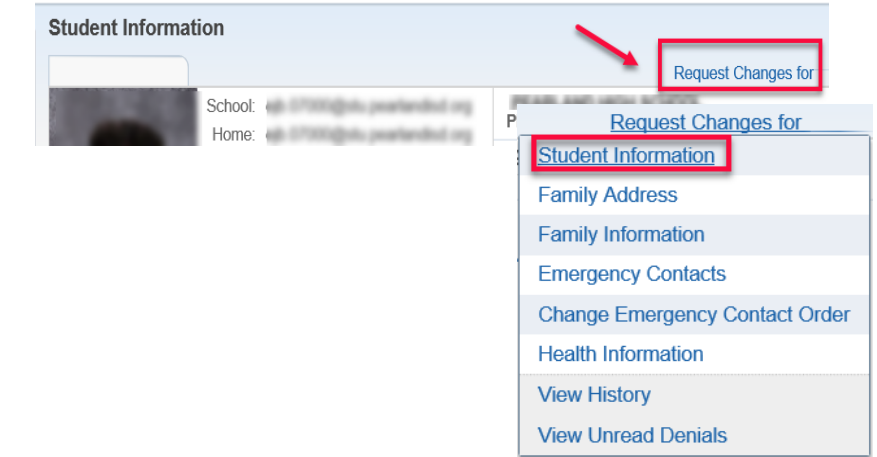 Student Information
Request Changes for
School:
Home:
P
Request Changes for
Student Information
Family Address
Family Information
Emergency Contacts
Change Emergency Contact Order
Health Information
View History
View Unread Denials